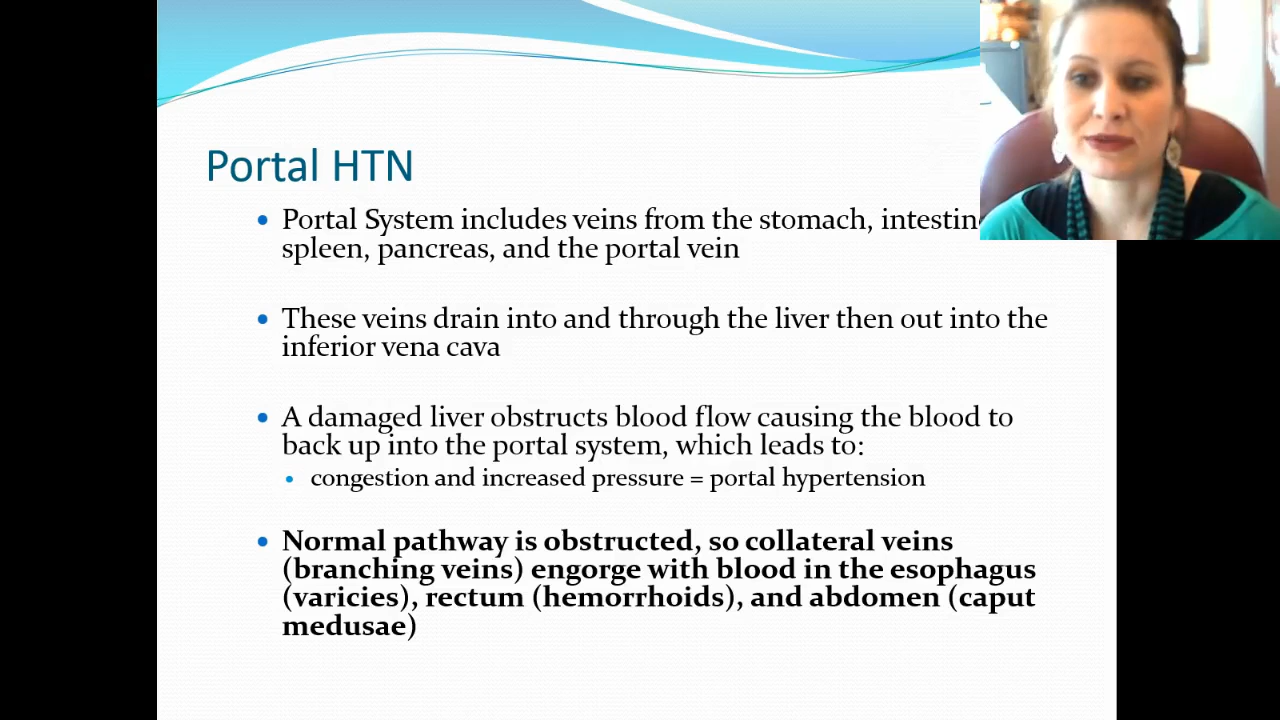 Portal HTN
Portal System includes veins from the stomach, intestin
spleen, pancreas, and the portal vein
These veins drain into and through the liver then out into the
inferior vena cava
A damaged liver obstructs blood flow causing the blood to
back up into the portal system, which leads to:
congestion and increased pressure = portal hypertension
Normal pathway is obstructed, so collateral veins
(branching veins) engorge with blood in the esophagus
(varicies), rectum (hemorrhoids), and abdomen (caput
medusae)